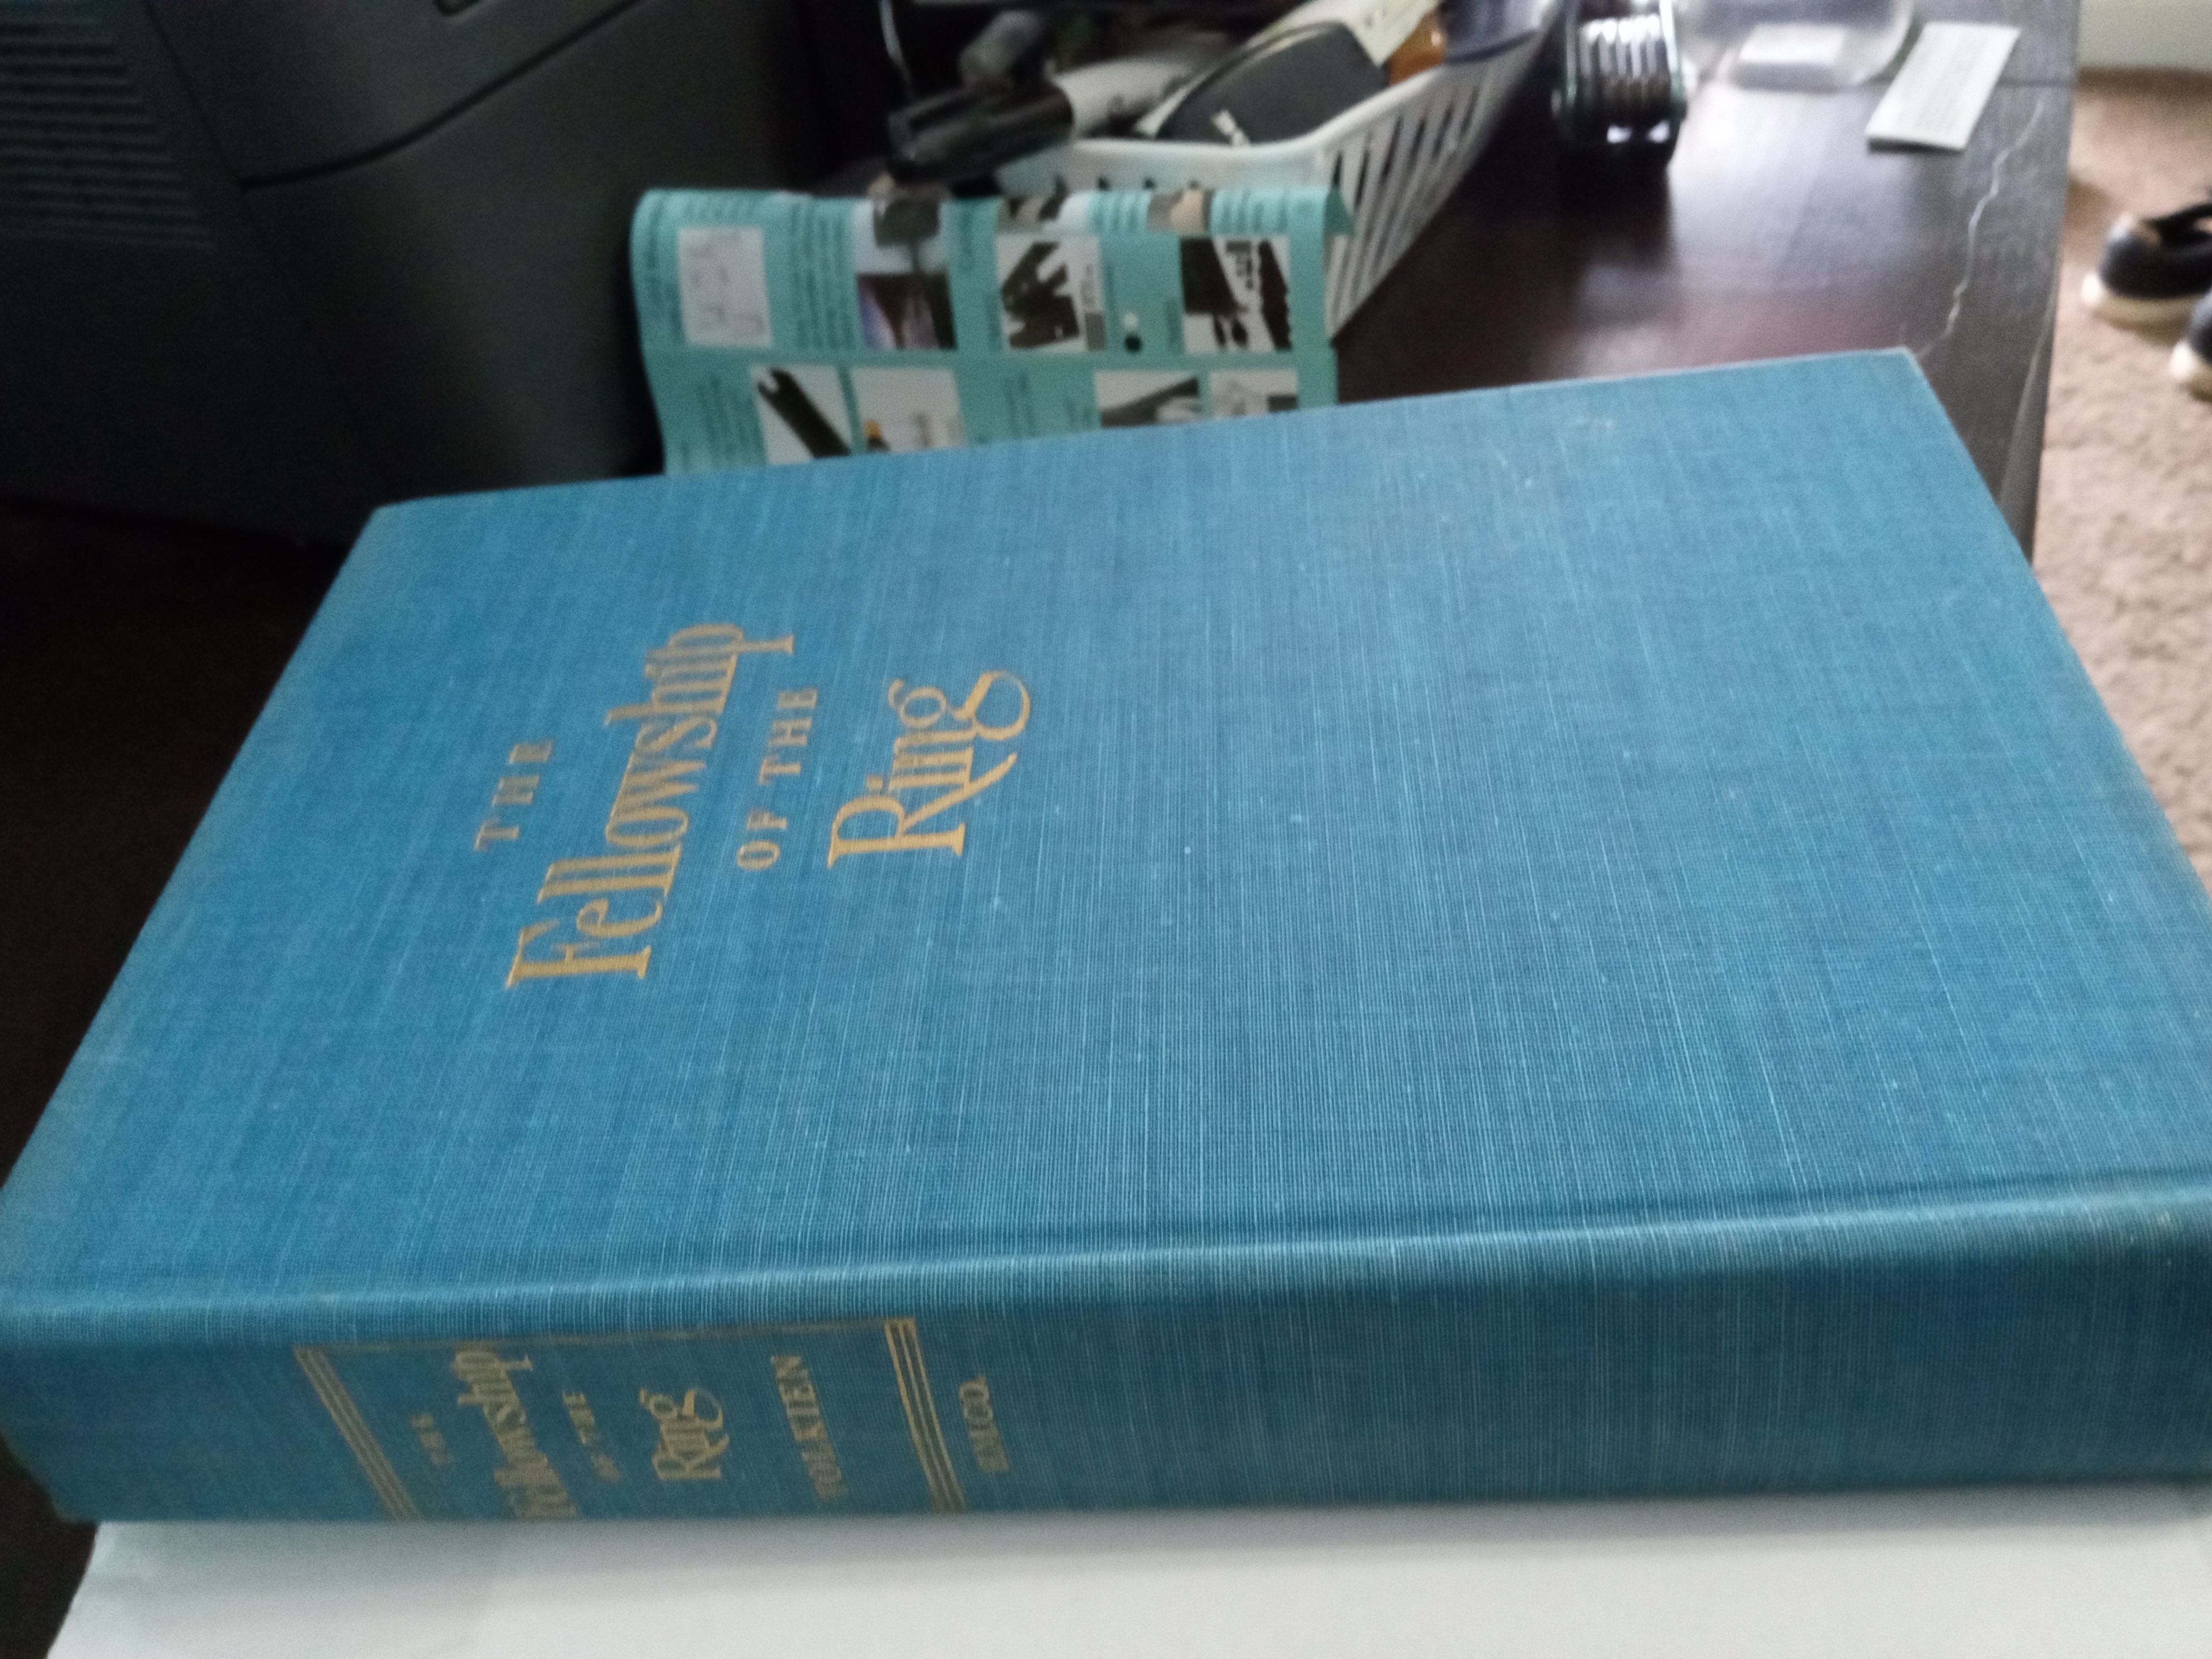 THE
Fellowship
OF THE
Ring
THE
Fellowship
OF THE
Ring
TOLKIEN
H.M.CO.